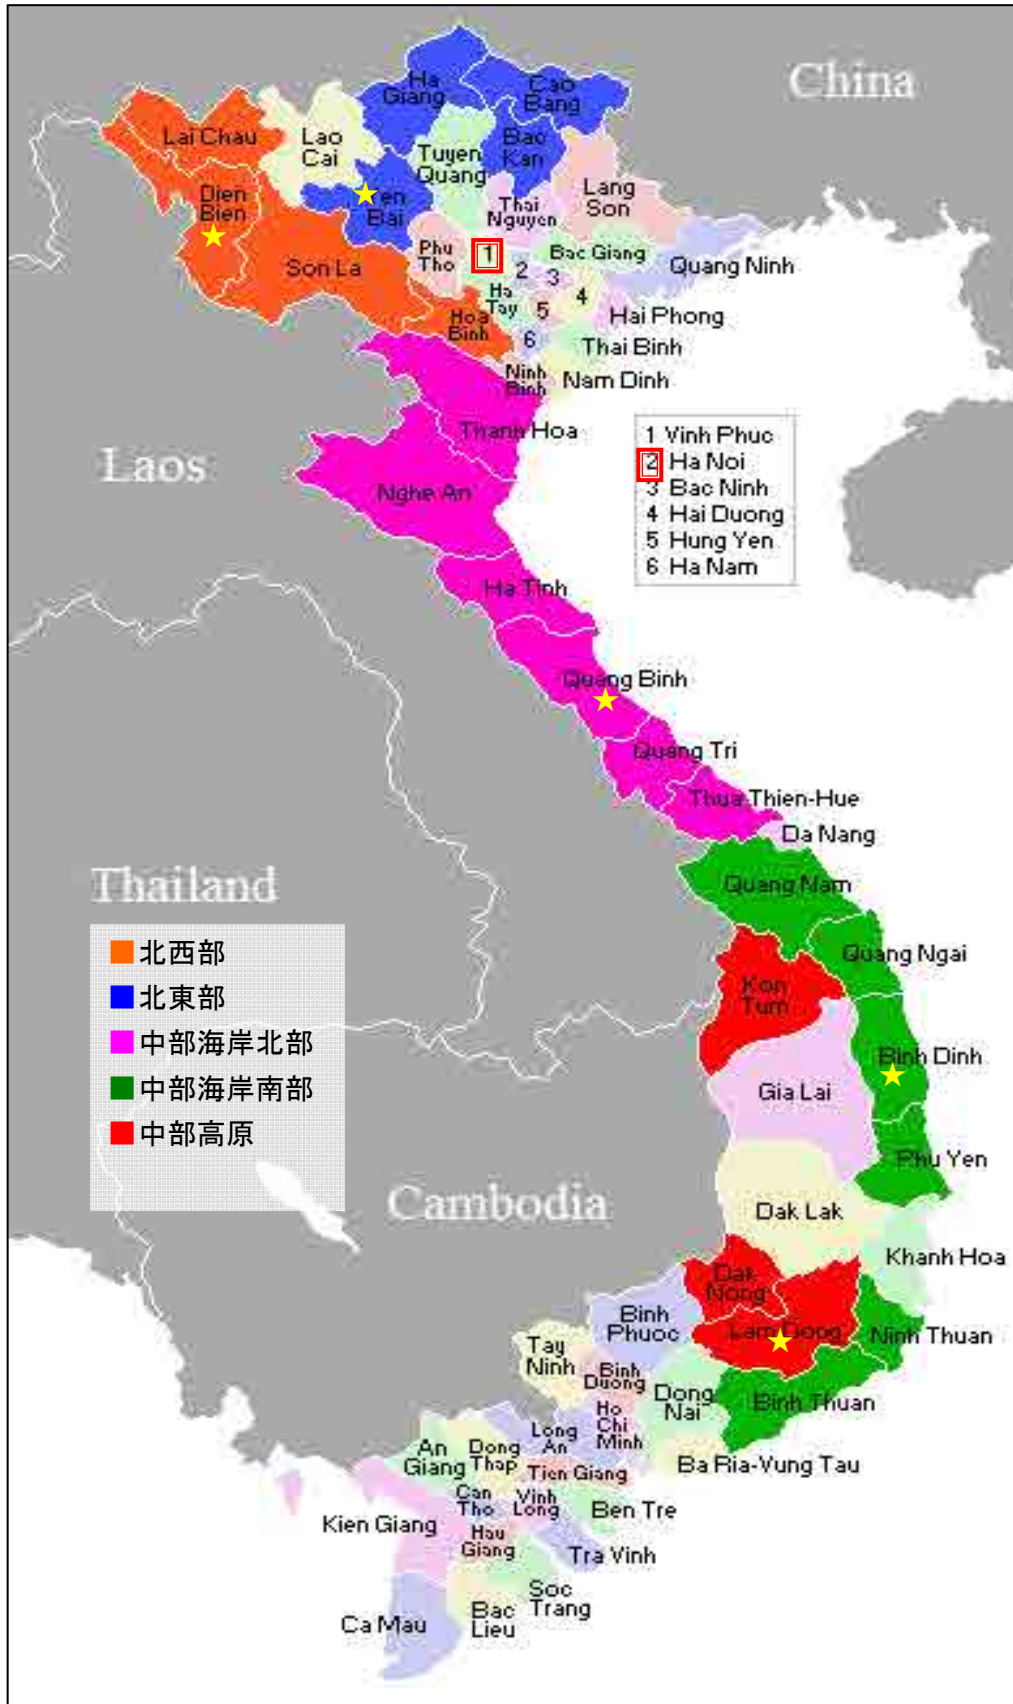 China
Ha
Giang
Cao
Bang
Lai Chau
Lao
Cai
Tuyen
Quang
Bac
Kan
Lang
Son
Dien
Bien
Yen
Bai
Thai
Nguyen
Phu
Tho
1
Bac Giang
Quang Ninh
Son La
2
3
Ha
Tay
4
5
Hai Phong
Hoa
Binh
6
Thai Binh
Ninh
Binh
Nam Dinh
Thanh Hoa
1 Vinh Phuc
2 Ha Noi
3 Bac Ninh
4 Hai Duong
5 Hung Yen
6 Ha Nam
Laos
Nghe An
Ha Tinh
Quang Binh
Quang Tri
Thua Thien-Hue
Da Nang
Thailand
Quang Nam
北西部
北東部
中部海岸北部
中部海岸南部
中部高原
Quang Ngai
Kon
Tum
Binh Dinh
Gia Lai
Phu Yen
Cambodia
Dak Lak
Khanh Hoa
Dak
Nong
Binh
Phuoc
Lam Dong
Ninh Thuan
Tay
Ninh
Binh
Duong
Dong
Nai
Binh Thuan
Ho
Chi
Minh
Long
An
An
Giang
Dong
Thap
Tien Giang
Ba Ria-Vung Tau
Can
Tho
Vinh
Long
Ben Tre
Kien Giang
Hau
Giang
Tra Vinh
Soc
Trang
Bac
Lieu
Ca Mau